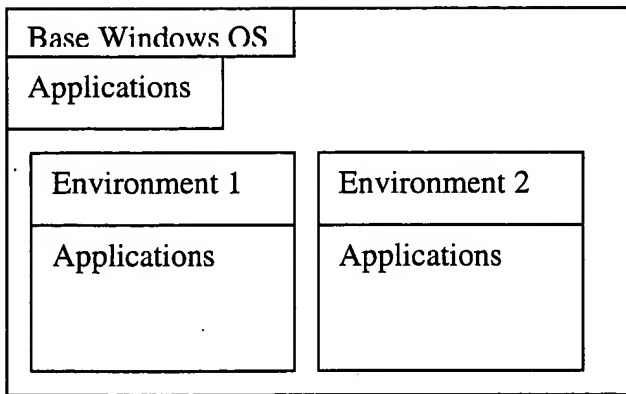 Base Windows OS
Applications
Environment 1
Applications
Environment 2
Applications